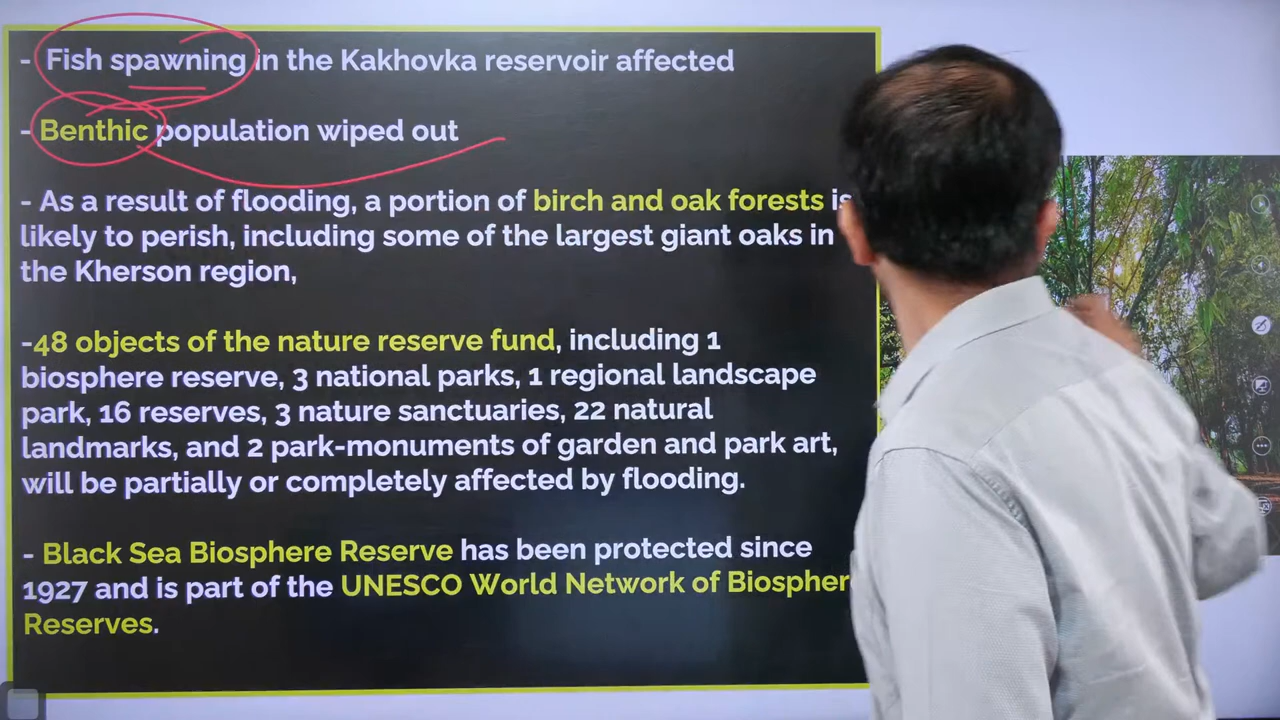 - Fish spawning in the Kakhovka reservoir affected
- Benthic population wiped out
- As a result of flooding, a portion of birch and oak forests is
likely to perish, including some of the largest giant oaks in
the Kherson region,
-48 objects of the nature reserve fund, including 1
biosphere reserve, 3 national parks, 1 regional landscape
park, 16 reserves, 3 nature sanctuaries, 22 natural
landmarks, and 2 park-monuments of garden and park art,
will be partially or completely affected by flooding.
- Black Sea Biosphere Reserve has been protected since
1927 and is part of the UNESCO World Network of Biospher
Reserves.